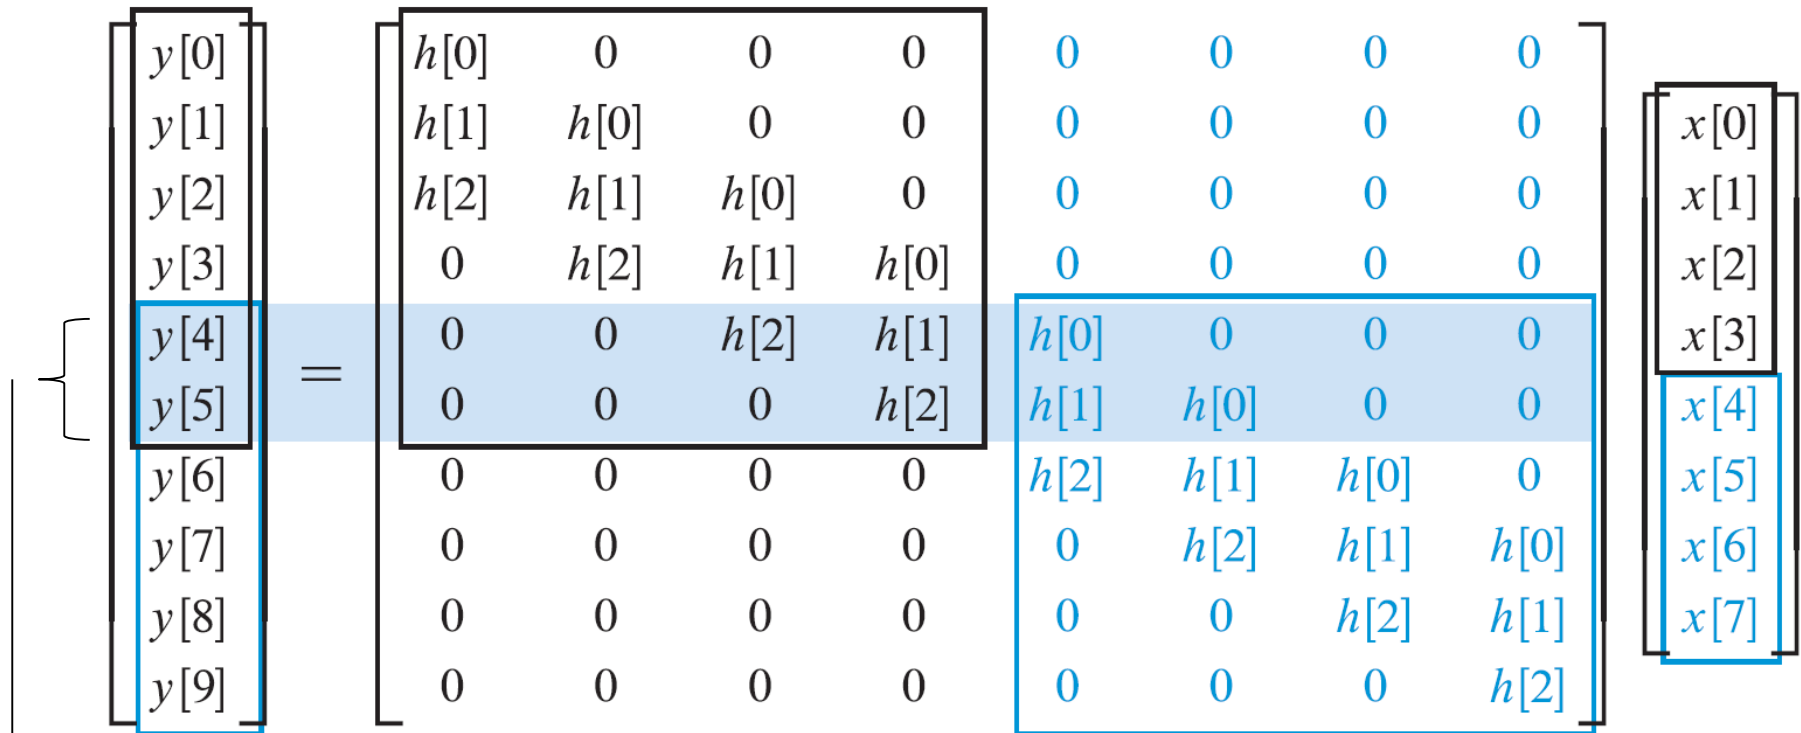 y[0] h[0] 0 0 0 0 0 0 0
y[1] h[1] h[0] 0 0 0 0 0 0 x[0]
y[2] h[2] h[1] h[0] 0 0 0 0 0 x[1]
y[3] 0 h[2] h[1] h[0] 0 0 0 0 x[2]
y[4] 0 0 h[2] h[1] h[0] 0 0 0 x[3]
=
y[5] 0 0 0 h[2] h[1] h[0] 0 0 x[4]
y[6] 0 0 0 0 h[2] h[1] h[0] 0 x[5]
y[7] 0 0 0 0 0 h[2] h[1] h[0] x[6]
y[8] 0 0 0 0 0 0 h[2] h[1] x[7]
y[9] 0 0 0 0 0 0 0 h[2]